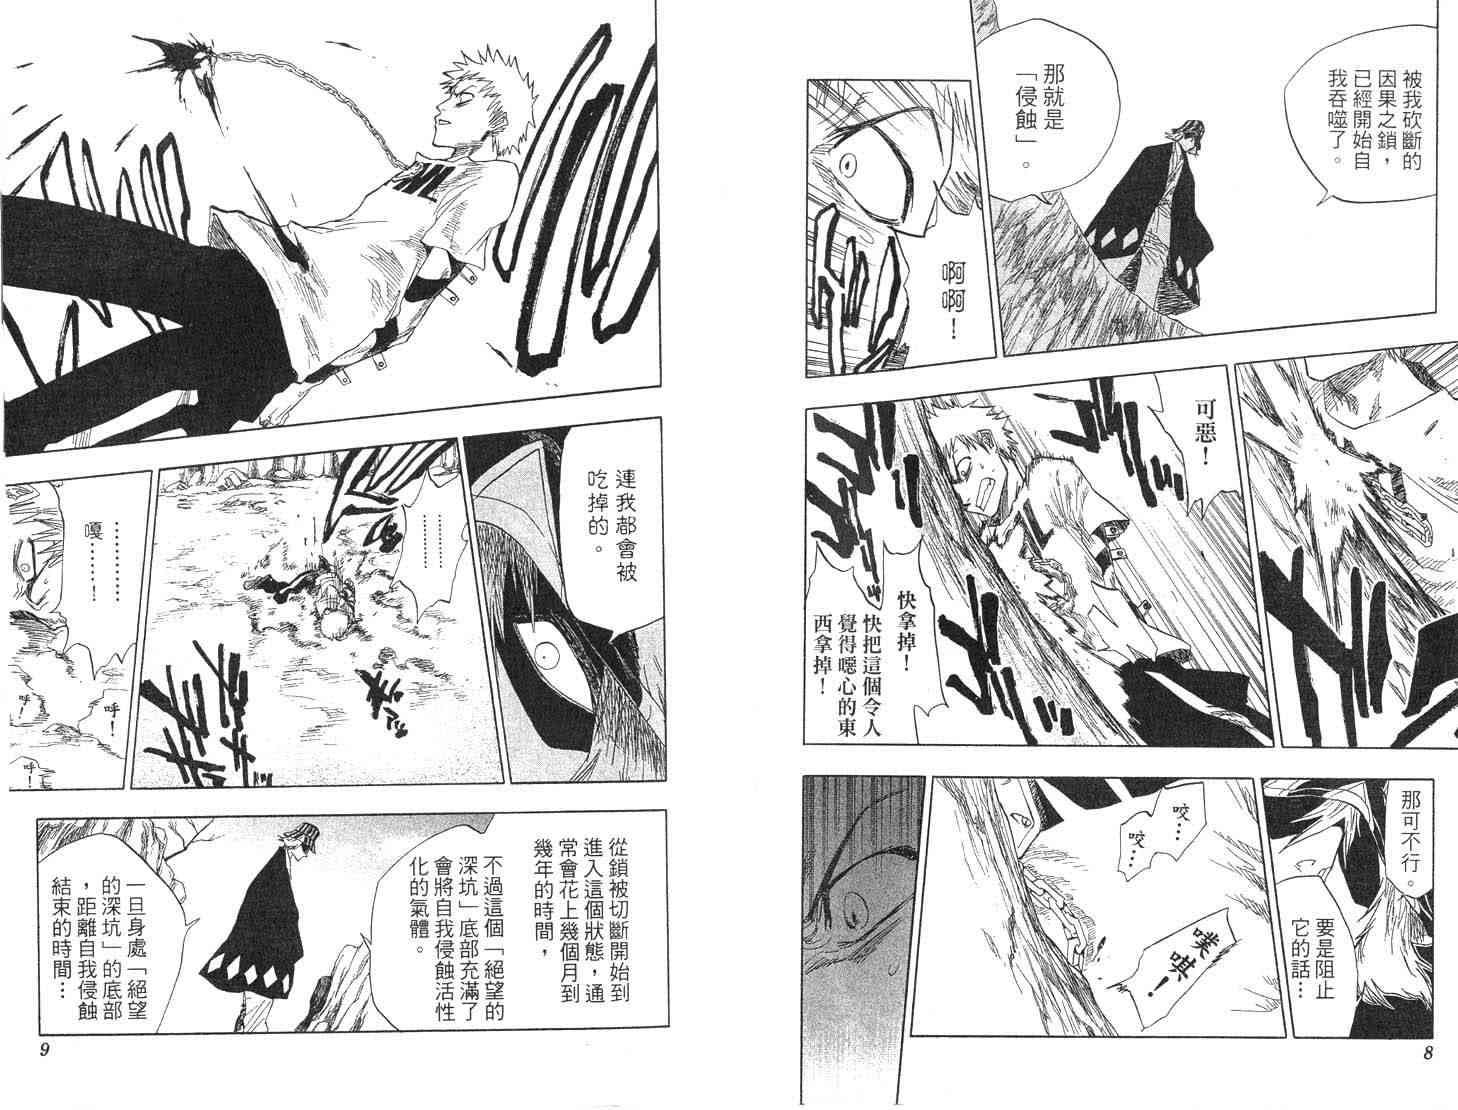 被我砍斷的
因果之鎖，
已經開始自
我吞噬了。
那就是
「侵蝕」。
啊啊！
可惡！
快拿掉！
快把這個令人
覺得噁心的東
西拿掉！
那可不行。
要是阻止
它的話…
咬…
咬…
噗哄！
8
連我都會被
吃掉的。
…………
…………
嘎……！
呼！
呼！
呼！
從鎖被切斷開始到
進入這個狀態，通
常會花上幾個月到
幾年的時間，
不過這個「絕望的
深坑」底部充滿了
會將自我侵蝕活性
化的氣體。
一旦身處「絕望
的深坑」的底部
，距離自我侵蝕
結束的時間…
9